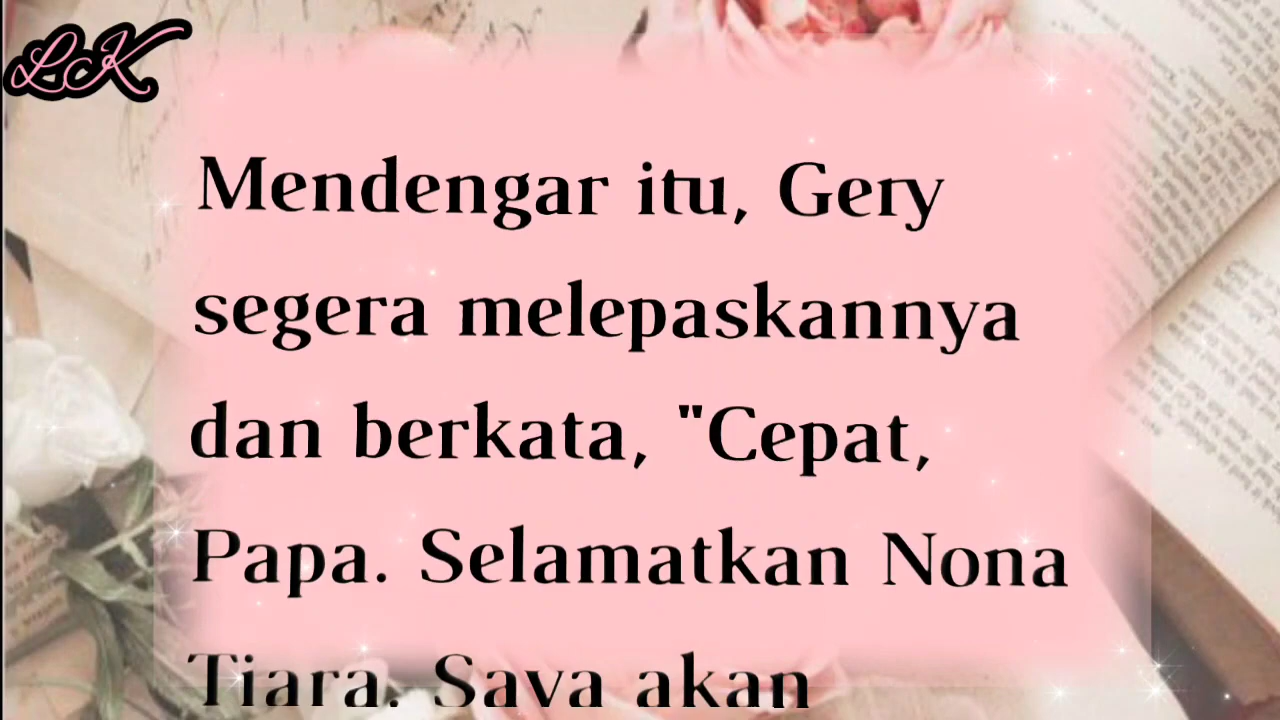 LK
Mendengar itu, Gery
segera melepaskannya
dan berkata, "Cepat,
Papa. Selamatkan Nona
Tiara. Saya akan